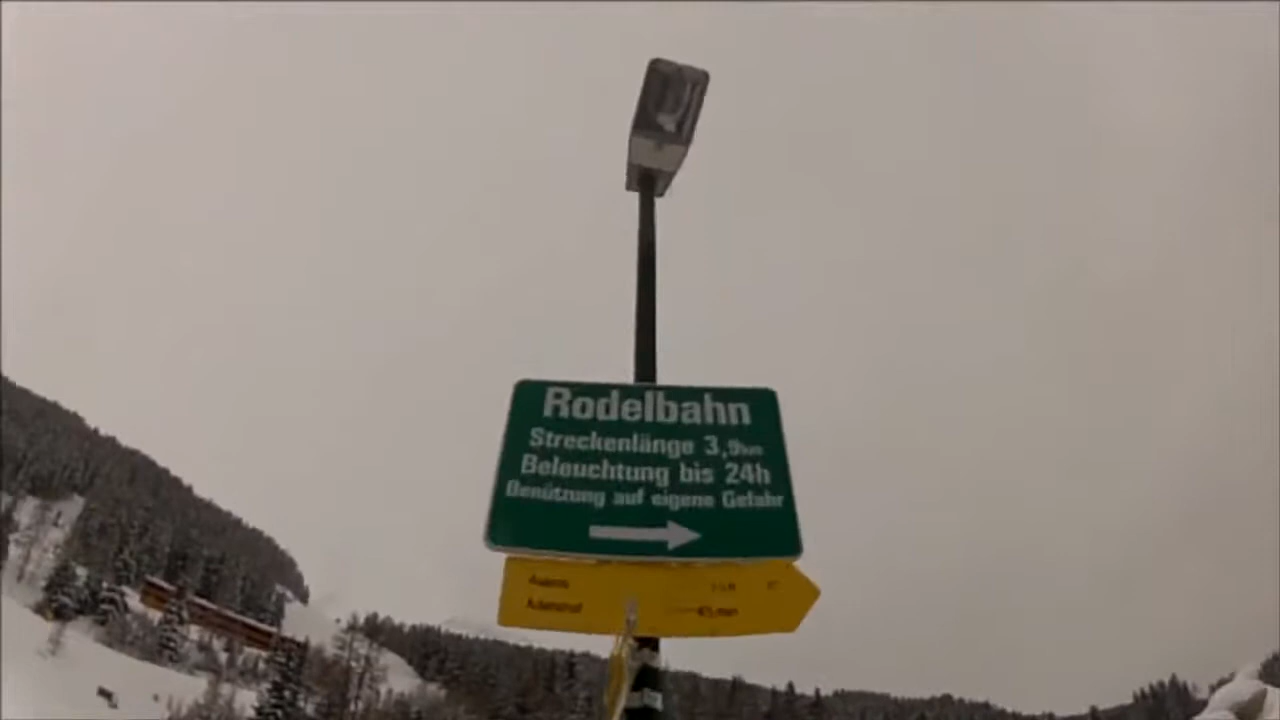 Rodelbahn
Streckenlänge 3,9km
Beleuchtung bis 24h
Benützung auf eigene Gefahr